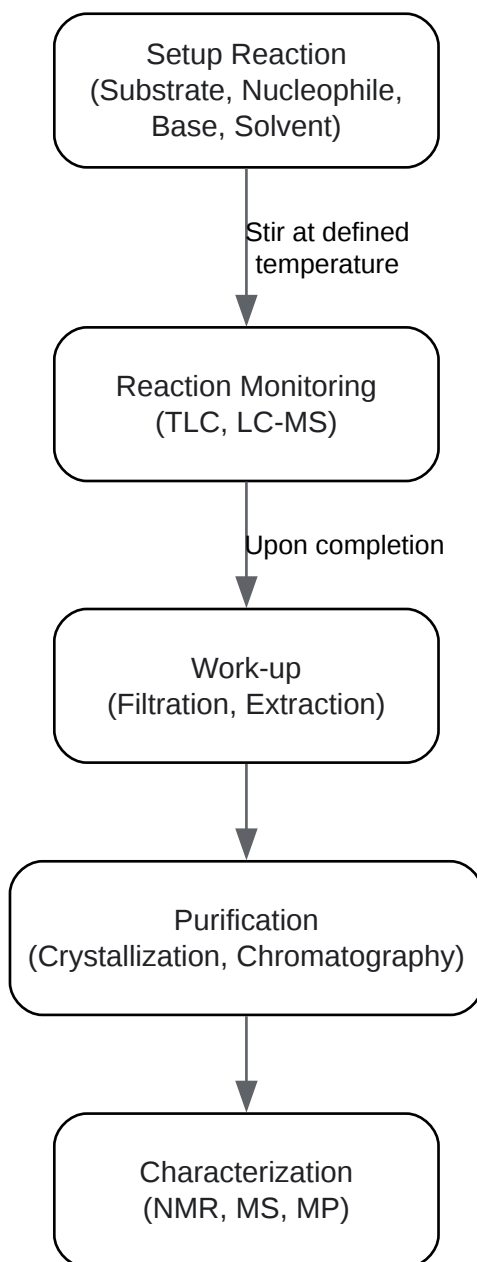 Setup Reaction
(Substrate, Nucleophile,
Base, Solvent)
Stir at defined
temperature
Reaction Monitoring
(TLC, LC-MS)
Upon completion
Work-up
(Filtration, Extraction)
Purification
(Crystallization, Chromatography)
Characterization
(NMR, MS, MP)